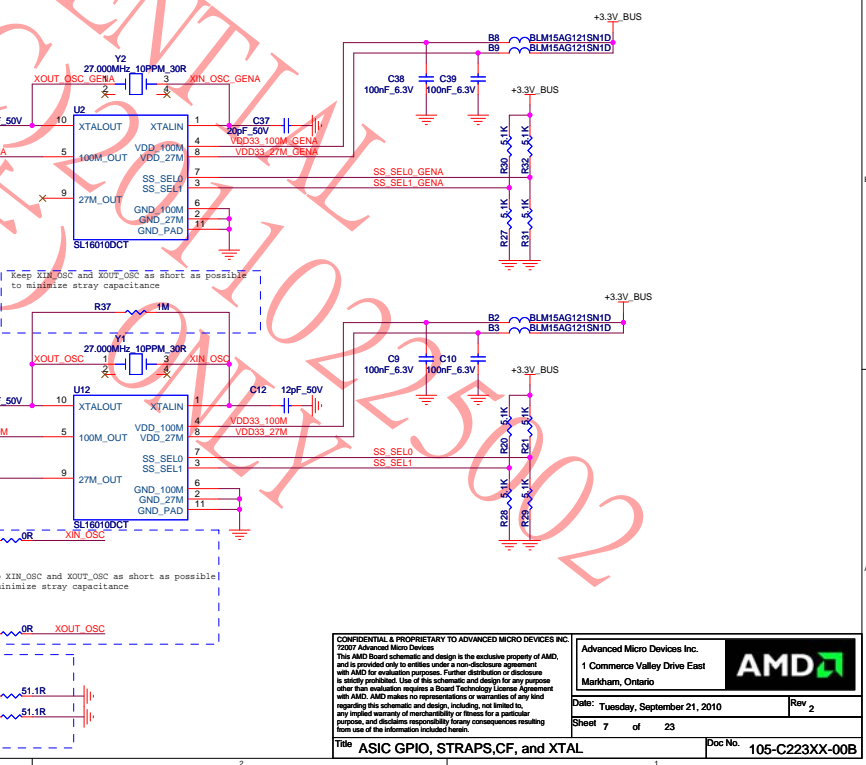 +3.3V_BUS
B8 BLM15AG121SN1D
B9 BLM15AG121SN1D
Y2
27.000MHz_10PPM_30R
XOUT_OSC_GENA 1 3 XIN_OSC_GENA
2 4
C38 C39
100nF_6.3V 100nF_6.3V
+3.3V_BUS
U2
_50V 10 XTALOUT XTALIN 1 C37
20pF_50V
VDD_100M 4 VDD33_100M_GENA
A 5 100M_OUT VDD_27M 8 VDD33_27M_GENA
R30 5.1K R32 5.1K
SS_SEL0 7 SS_SEL0_GENA
SS_SEL1 3 SS_SEL1_GENA
9 27M_OUT
GND_100M 6
GND_27M 2
GND_PAD 11
R27 5.1K R31 5.1K
SL16010DCT
Keep XIN_OSC and XOUT_OSC as short as possible
to minimize stray capacitance
+3.3V_BUS
R37 1M
B2 BLM15AG121SN1D
B3 BLM15AG121SN1D
Y1
27.000MHz_10PPM_30R
XOUT_OSC 1 3 XIN_OSC
2 4
C9 C10
100nF_6.3V 100nF_6.3V
+3.3V_BUS
U12
C12 12pF_50V
_50V 10 XTALOUT XTALIN 1
VDD_100M 4 VDD33_100M
M 5 100M_OUT VDD_27M 8 VDD33_27M
R20 5.1K R21 5.1K
SS_SEL0 7 SS_SEL0
SS_SEL1 3 SS_SEL1
9 27M_OUT
GND_100M 6
GND_27M 2
GND_PAD 11
R28 5.1K R29 5.1K
SL16010DCT
0R XIN_OSC
XIN_OSC and XOUT_OSC as short as possible
inimize stray capacitance
0R XOUT_OSC
51.1R
51.1R
ENTIAL
20110225002
ONLY
CONFIDENTIAL & PROPRIETARY TO ADVANCED MICRO DEVICES INC.
?2007 Advanced Micro Devices
This AMD Board schematic and design is the exclusive property of AMD,
and is provided only to entities under a non-disclosure agreement
with AMD for evaluation purposes. Further distribution or disclosure
is strictly prohibited. Use of this schematic and design for any purpose
other than evaluation requires a Board Technology License Agreement
with AMD. AMD makes no representations or warranties of any kind
regarding this schematic and design, including, not limited to,
any implied warranty of merchantibility or fitness for a particular
purpose, and disclaims responsibility forany consequences resulting
from use of the information included herein.
Advanced Micro Devices Inc.
1 Commerce Valley Drive East
Markham, Ontario
AMD
Date: Tuesday, September 21, 2010
Rev 2
Sheet 7 of 23
Title ASIC GPIO, STRAPS,CF, and XTAL
Doc No. 105-C223XX-00B
2 1